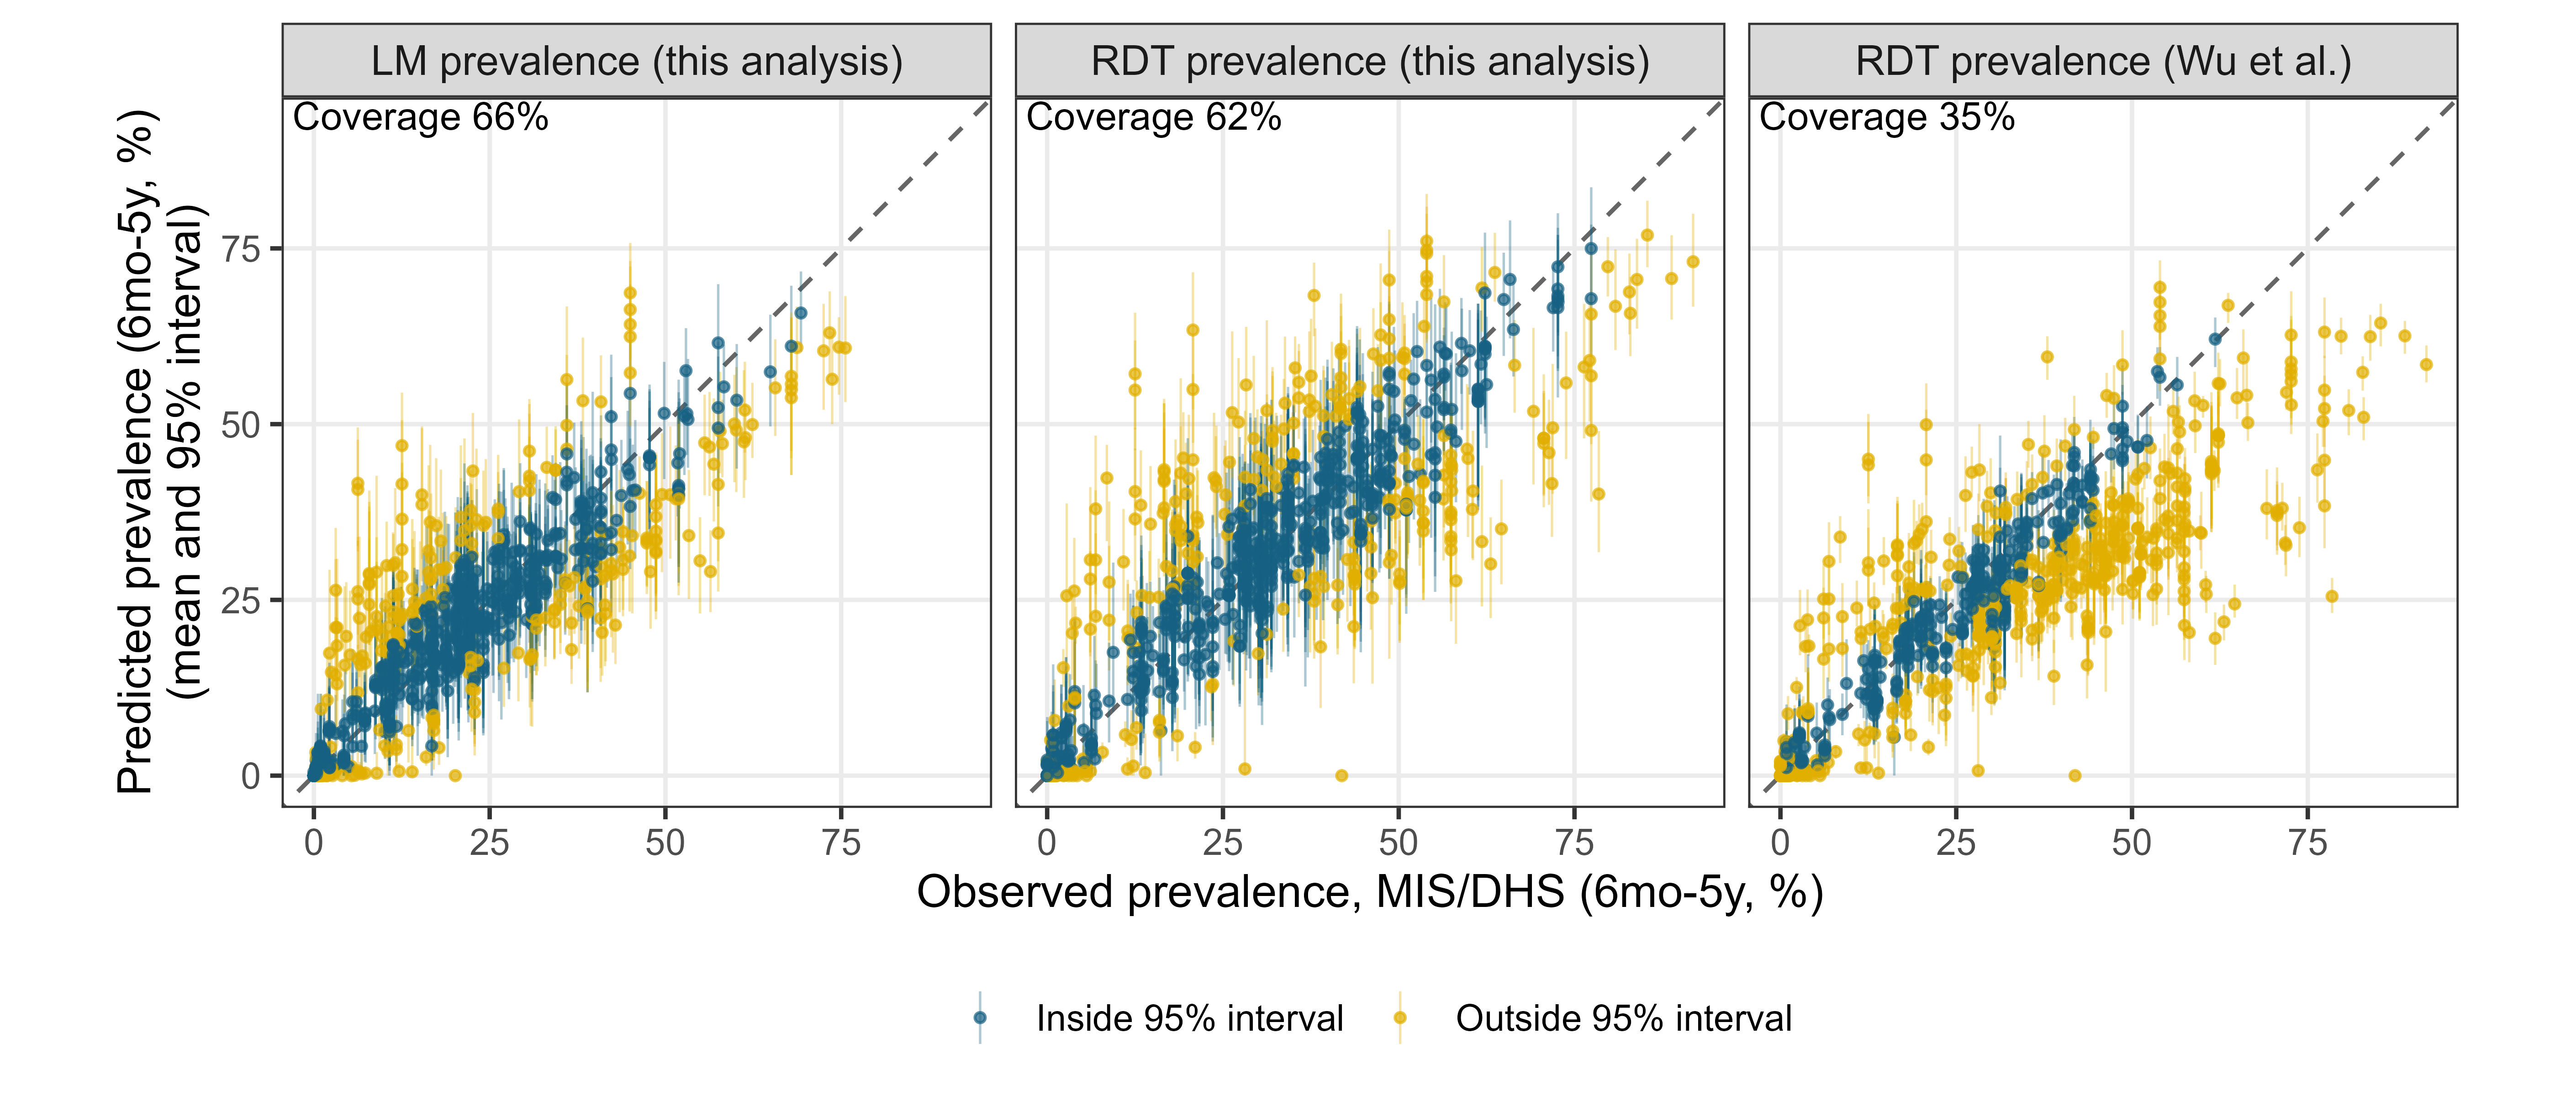 LM prevalence (this analysis)
RDT prevalence (this analysis)
RDT prevalence (Wu et al.)
Coverage 66%
Coverage 62%
Coverage 35%
Predicted prevalence (6mo-5y, %)
(mean and 95% interval)
75
50
25
0
0 25 50 75
0 25 50 75
0 25 50 75
Observed prevalence, MIS/DHS (6mo-5y, %)
Inside 95% interval
Outside 95% interval